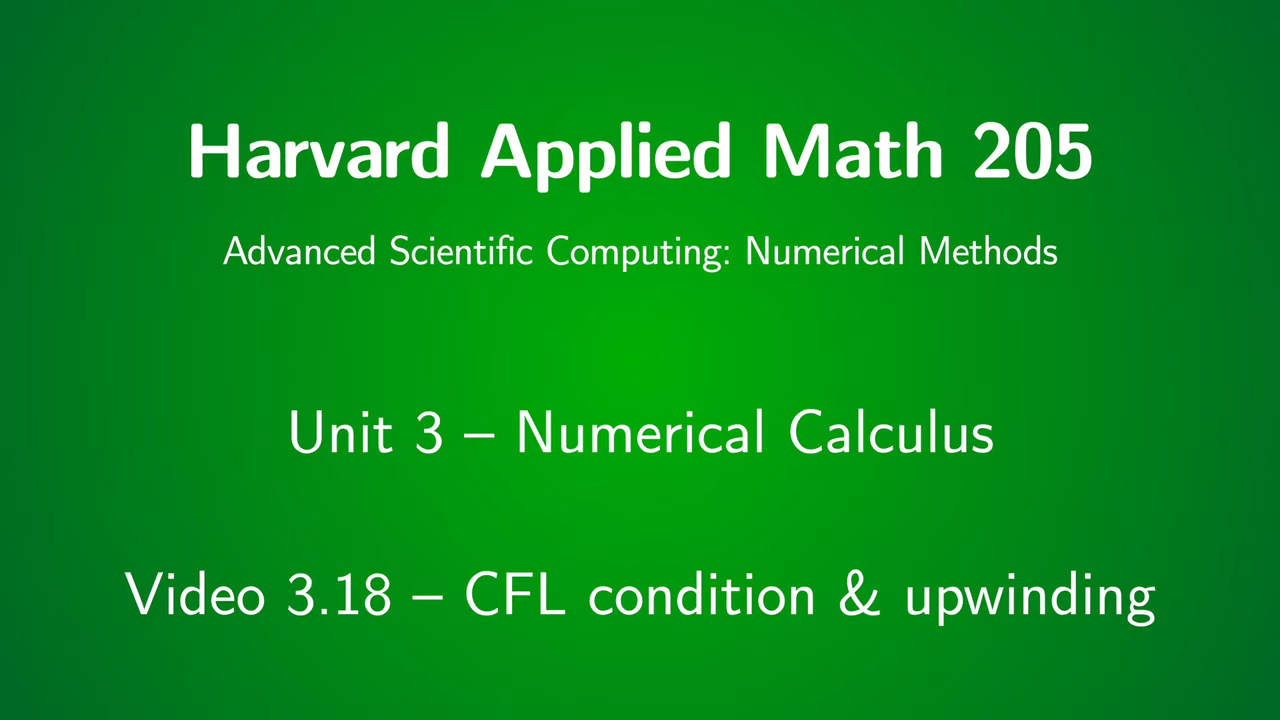 Harvard Applied Math 205
Advanced Scientific Computing: Numerical Methods
Unit 3 – Numerical Calculus
Video 3.18 – CFL condition & upwinding